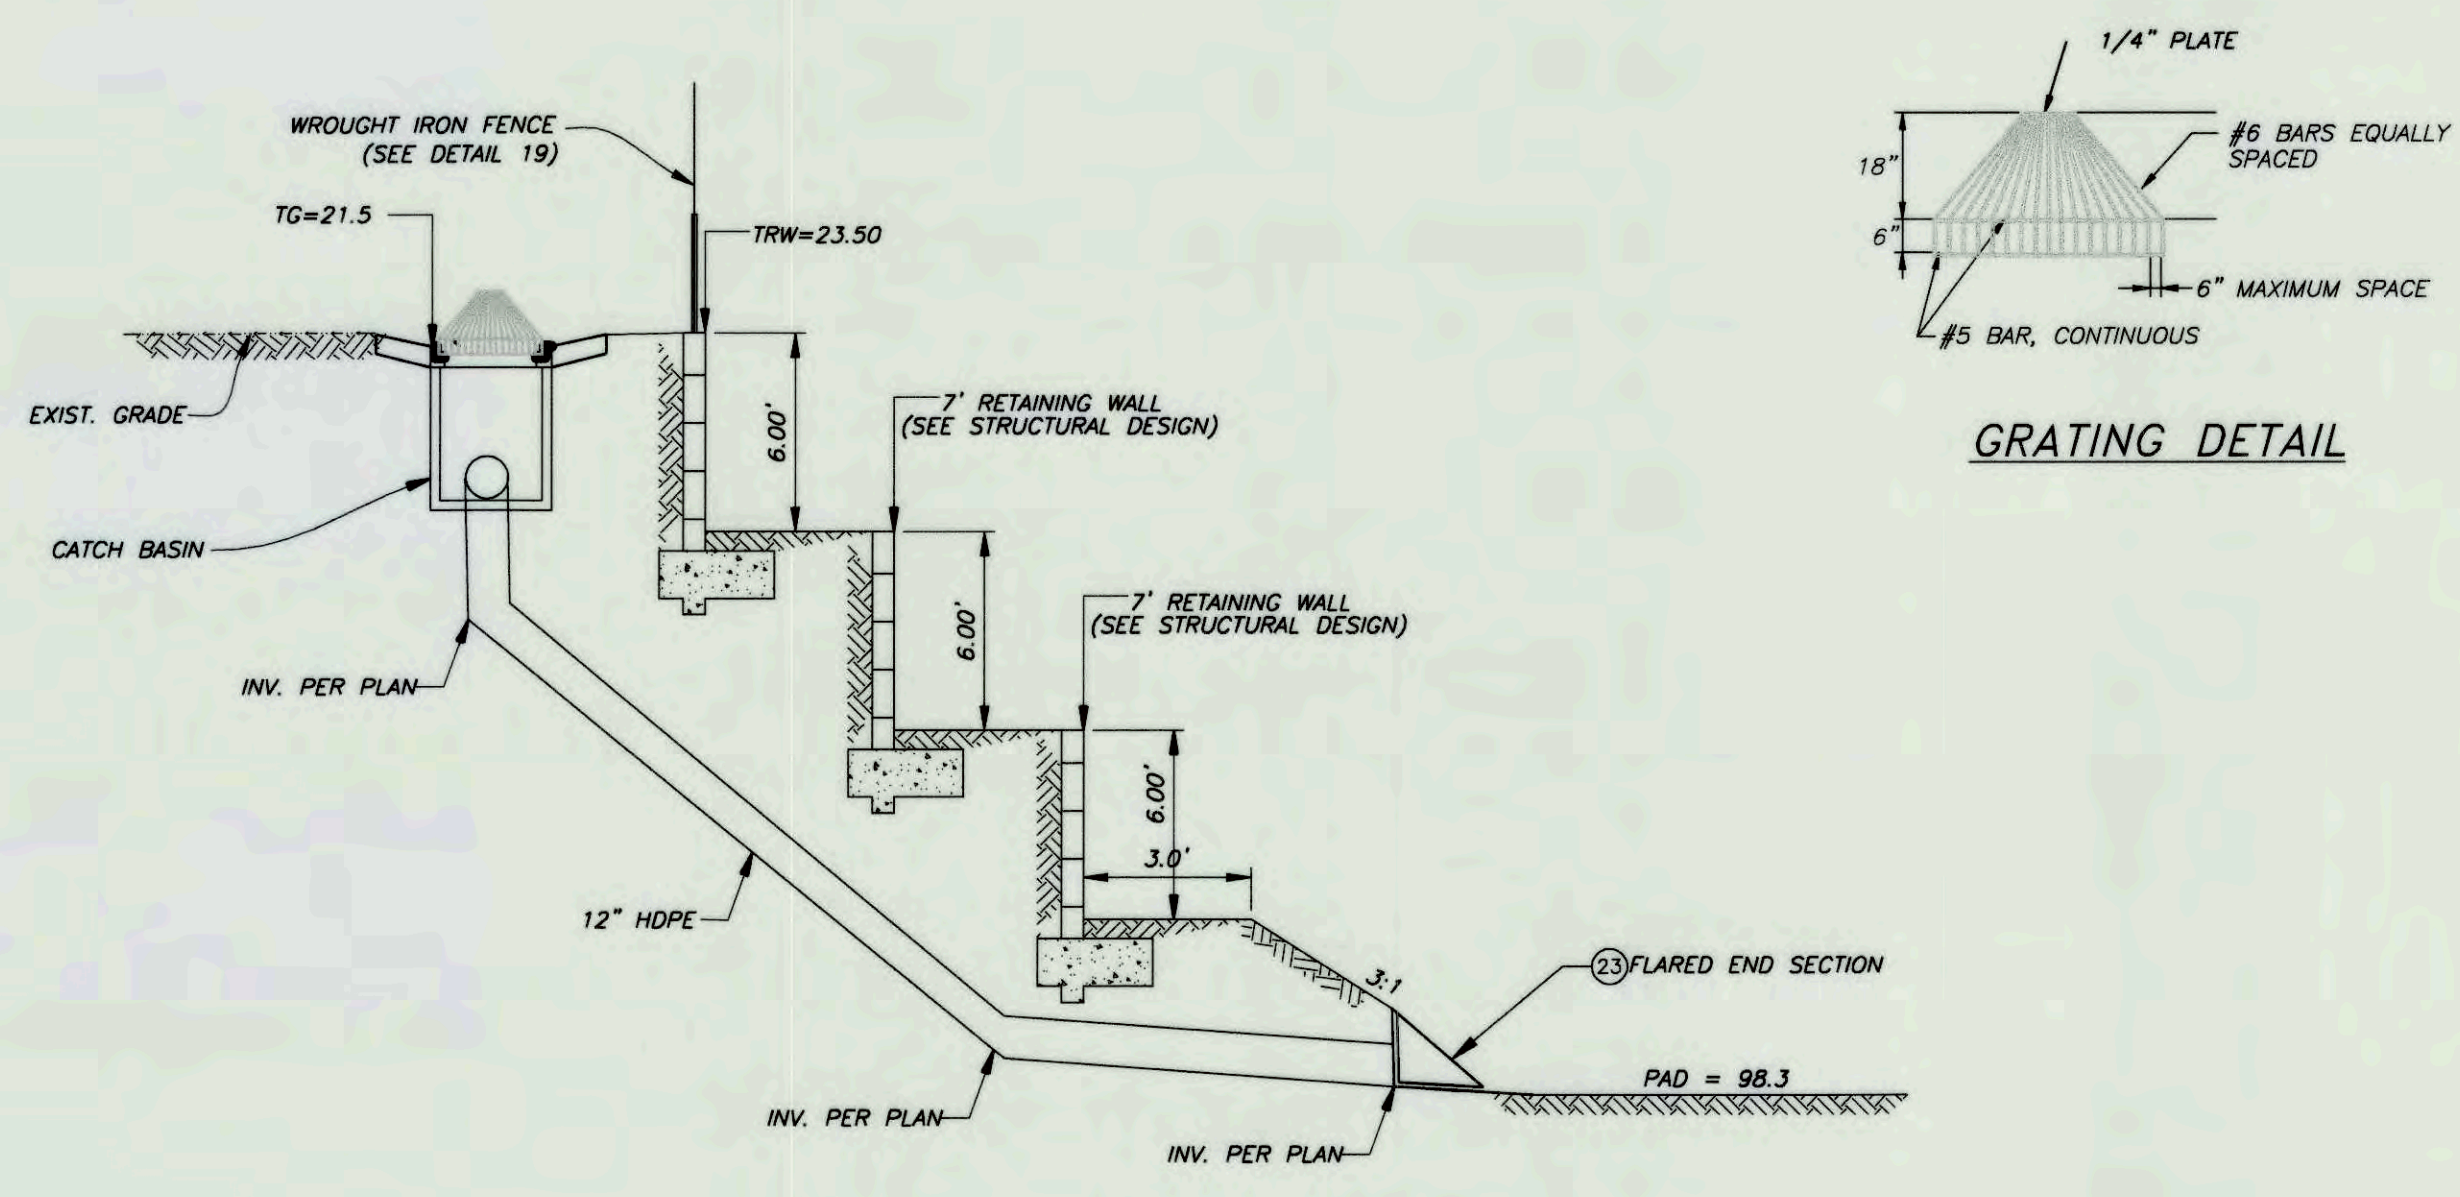 1/4" PLATE
#6 BARS EQUALLY
SPACED
18"
6"
6" MAXIMUM SPACE
#5 BAR, CONTINUOUS
GRATING DETAIL
WROUGHT IRON FENCE
(SEE DETAIL 19)
TG=21.5
TRW=23.50
EXIST. GRADE
6.00'
7' RETAINING WALL
(SEE STRUCTURAL DESIGN)
CATCH BASIN
6.00'
7' RETAINING WALL
(SEE STRUCTURAL DESIGN)
INV. PER PLAN
6.00'
3.0'
12" HDPE
3:1
23 FLARED END SECTION
PAD = 98.3
INV. PER PLAN
INV. PER PLAN